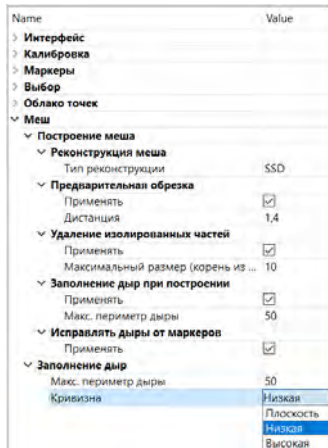 Name Value
Интерфейс
Калибровка
Маркеры
Выбор
Облако точек
Меш
Построение меша
Реконструкция меша
Тип реконструкции SSD
Предварительная обрезка
Применять
Дистанция 1,4
Удаление изолированных частей
Применять
Максимальный размер (корень из ... 10
Заполнение дыр при построении
Применять
Макс. периметр дыры 50
Исправлять дыры от маркеров
Применять
Заполнение дыр
Макс. периметр дыры 50
Кривизна Низкая
Плоскость
Низкая
Высокая